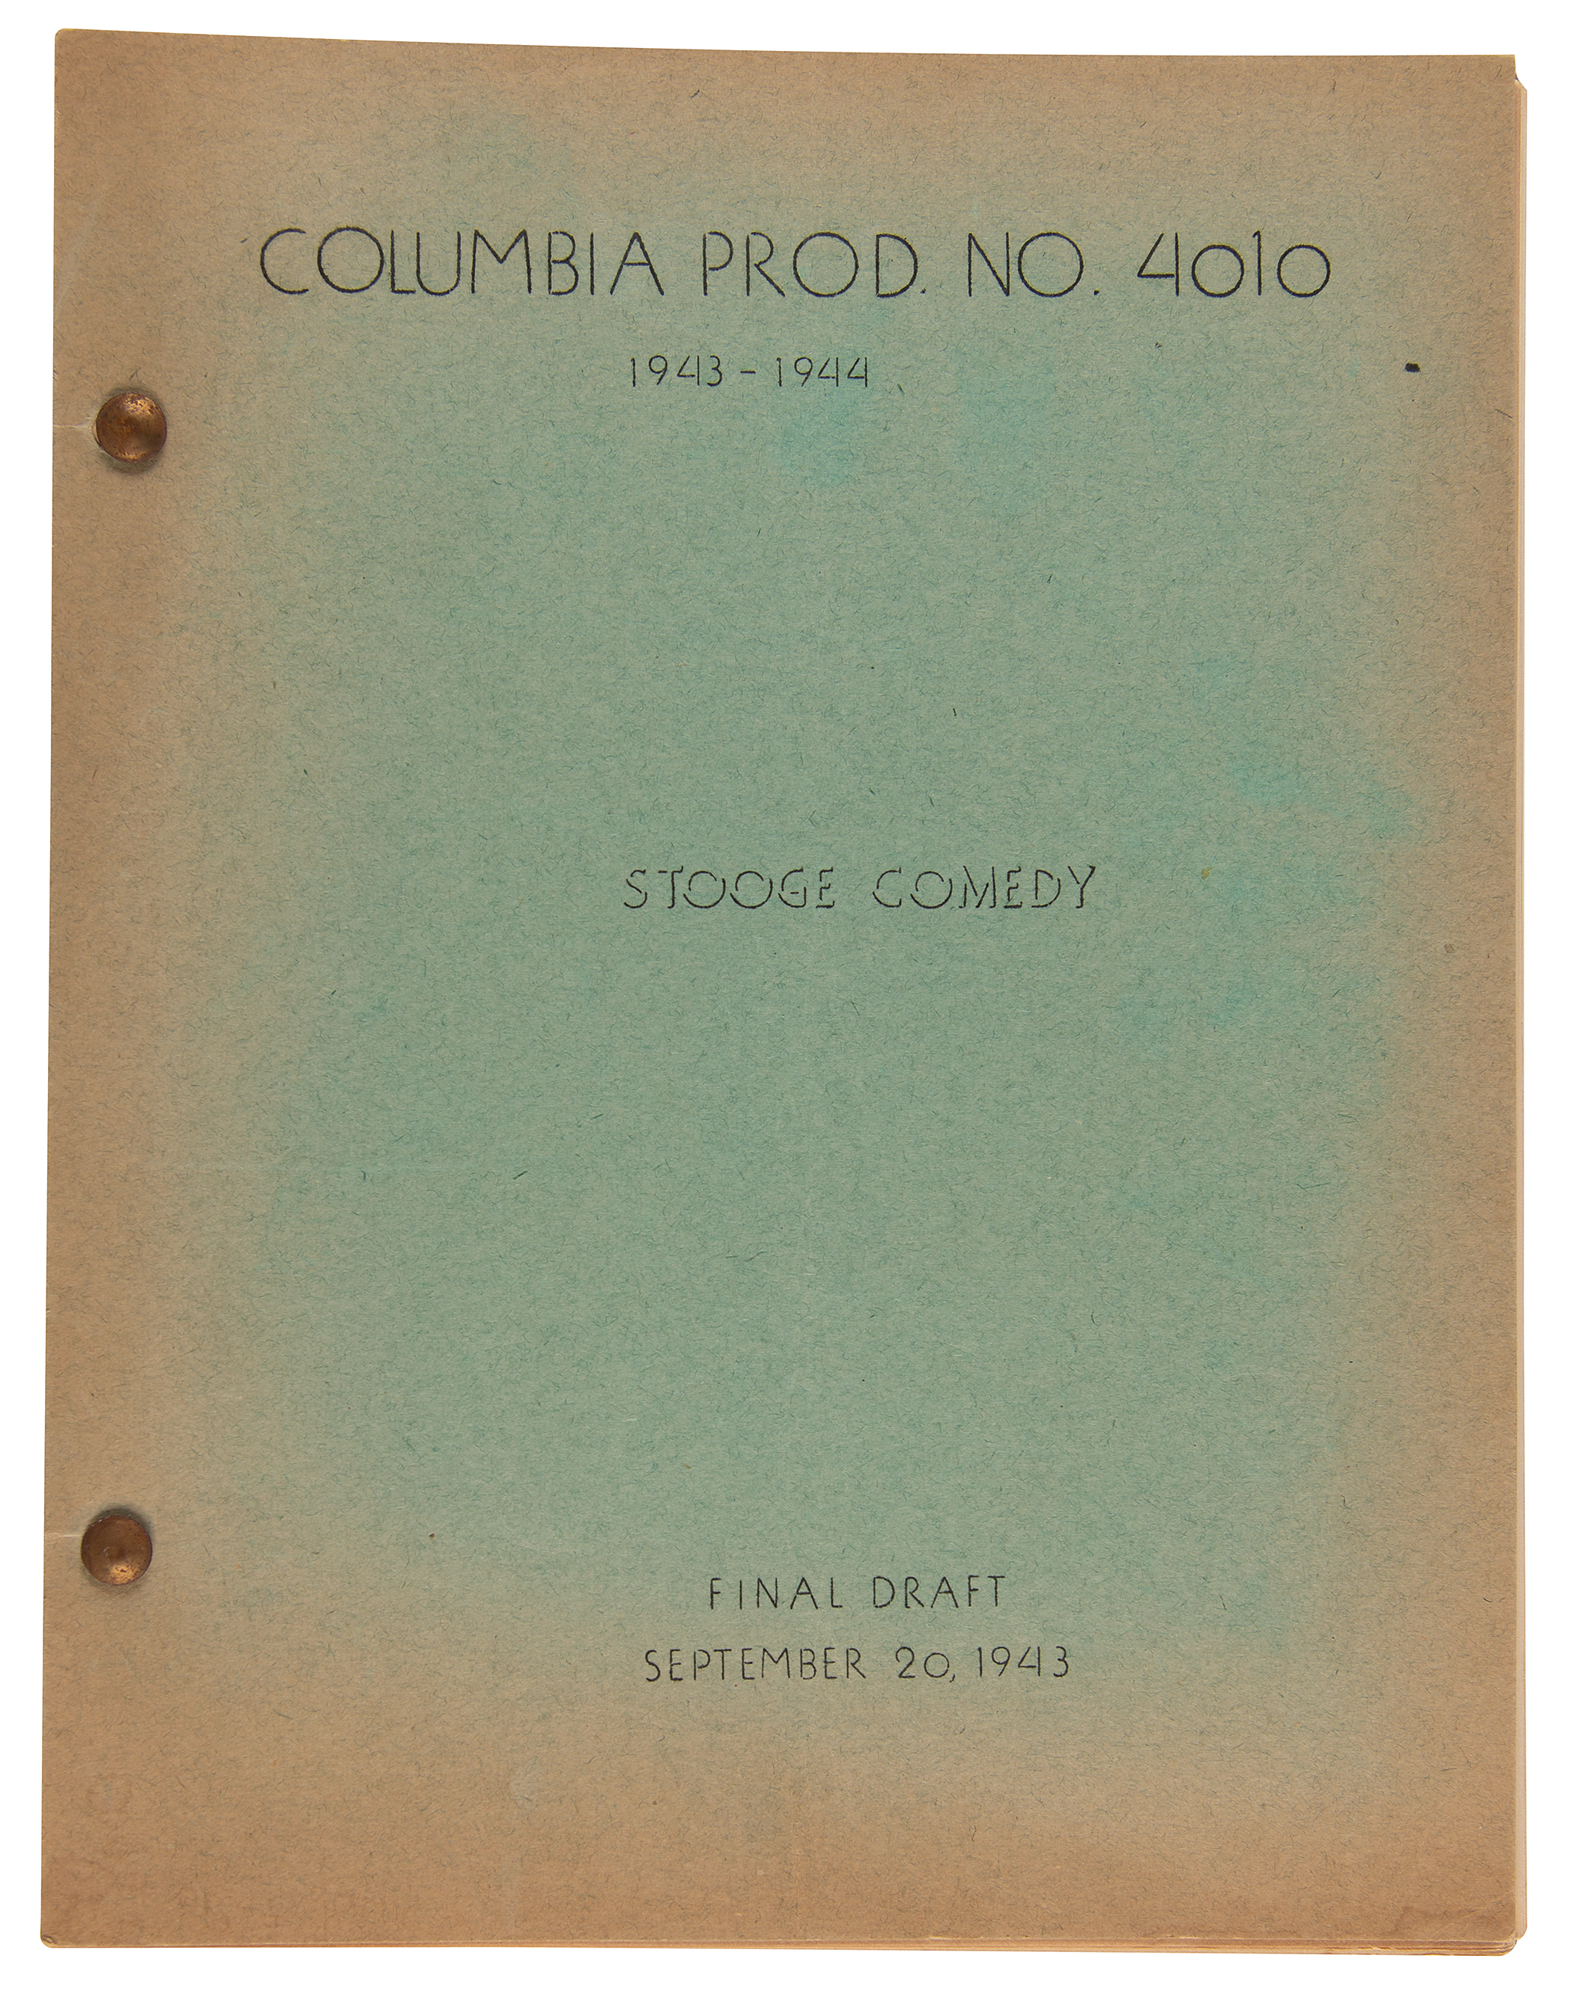 COLUMBIA PROD. NO. 4010
1943 - 1944
STOOGE COMEDY
FINAL DRAFT
SEPTEMBER 20, 1943